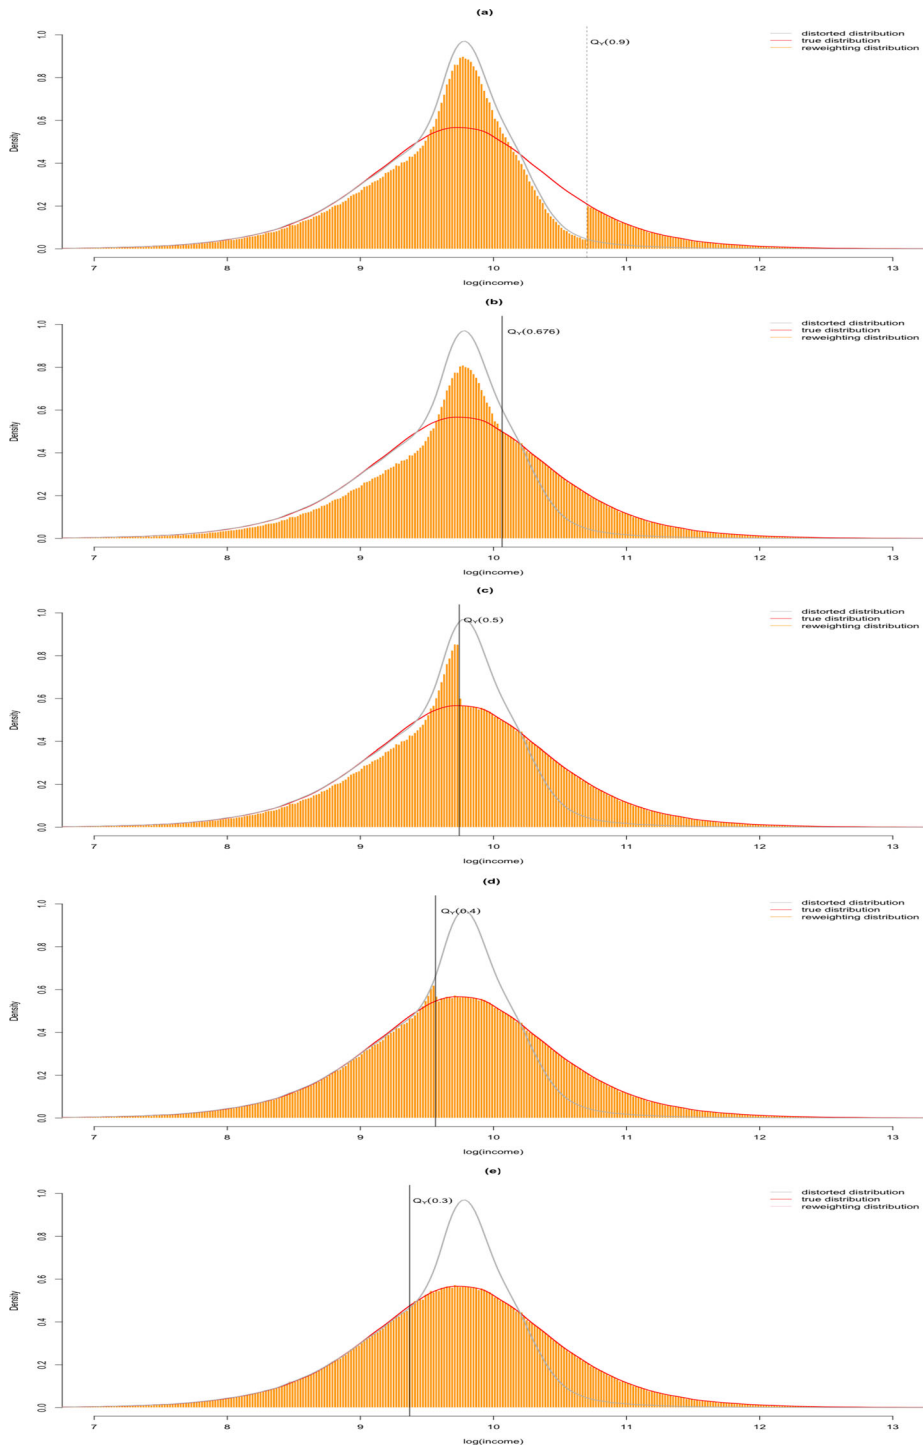 (a)
distorted distribution
true distribution
reweighting distribution
Q_Y(0.9)
Density
0.0 0.2 0.4 0.6 0.8 1.0
7 8 9 10 11 12 13
log(income)
(b)
distorted distribution
true distribution
reweighting distribution
Q_Y(0.676)
Density
0.0 0.2 0.4 0.6 0.8 1.0
7 8 9 10 11 12 13
log(income)
(c)
distorted distribution
true distribution
reweighting distribution
Q_Y(0.5)
Density
0.0 0.2 0.4 0.6 0.8 1.0
7 8 9 10 11 12 13
log(income)
(d)
distorted distribution
true distribution
reweighting distribution
Q_Y(0.4)
Density
0.0 0.2 0.4 0.6 0.8 1.0
7 8 9 10 11 12 13
log(income)
(e)
distorted distribution
true distribution
reweighting distribution
Q_Y(0.3)
Density
0.0 0.2 0.4 0.6 0.8 1.0
7 8 9 10 11 12 13
log(income)